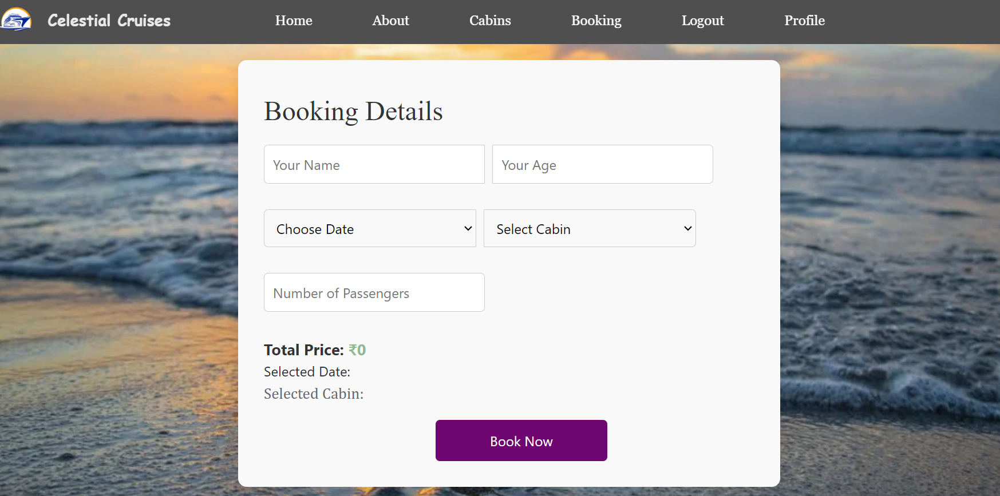 Celestial Cruises Home About Cabins Booking Logout Profile
Booking Details
Your Name Your Age
Choose Date Select Cabin
Number of Passengers
Total Price: ₹0
Selected Date:
Selected Cabin:
Book Now